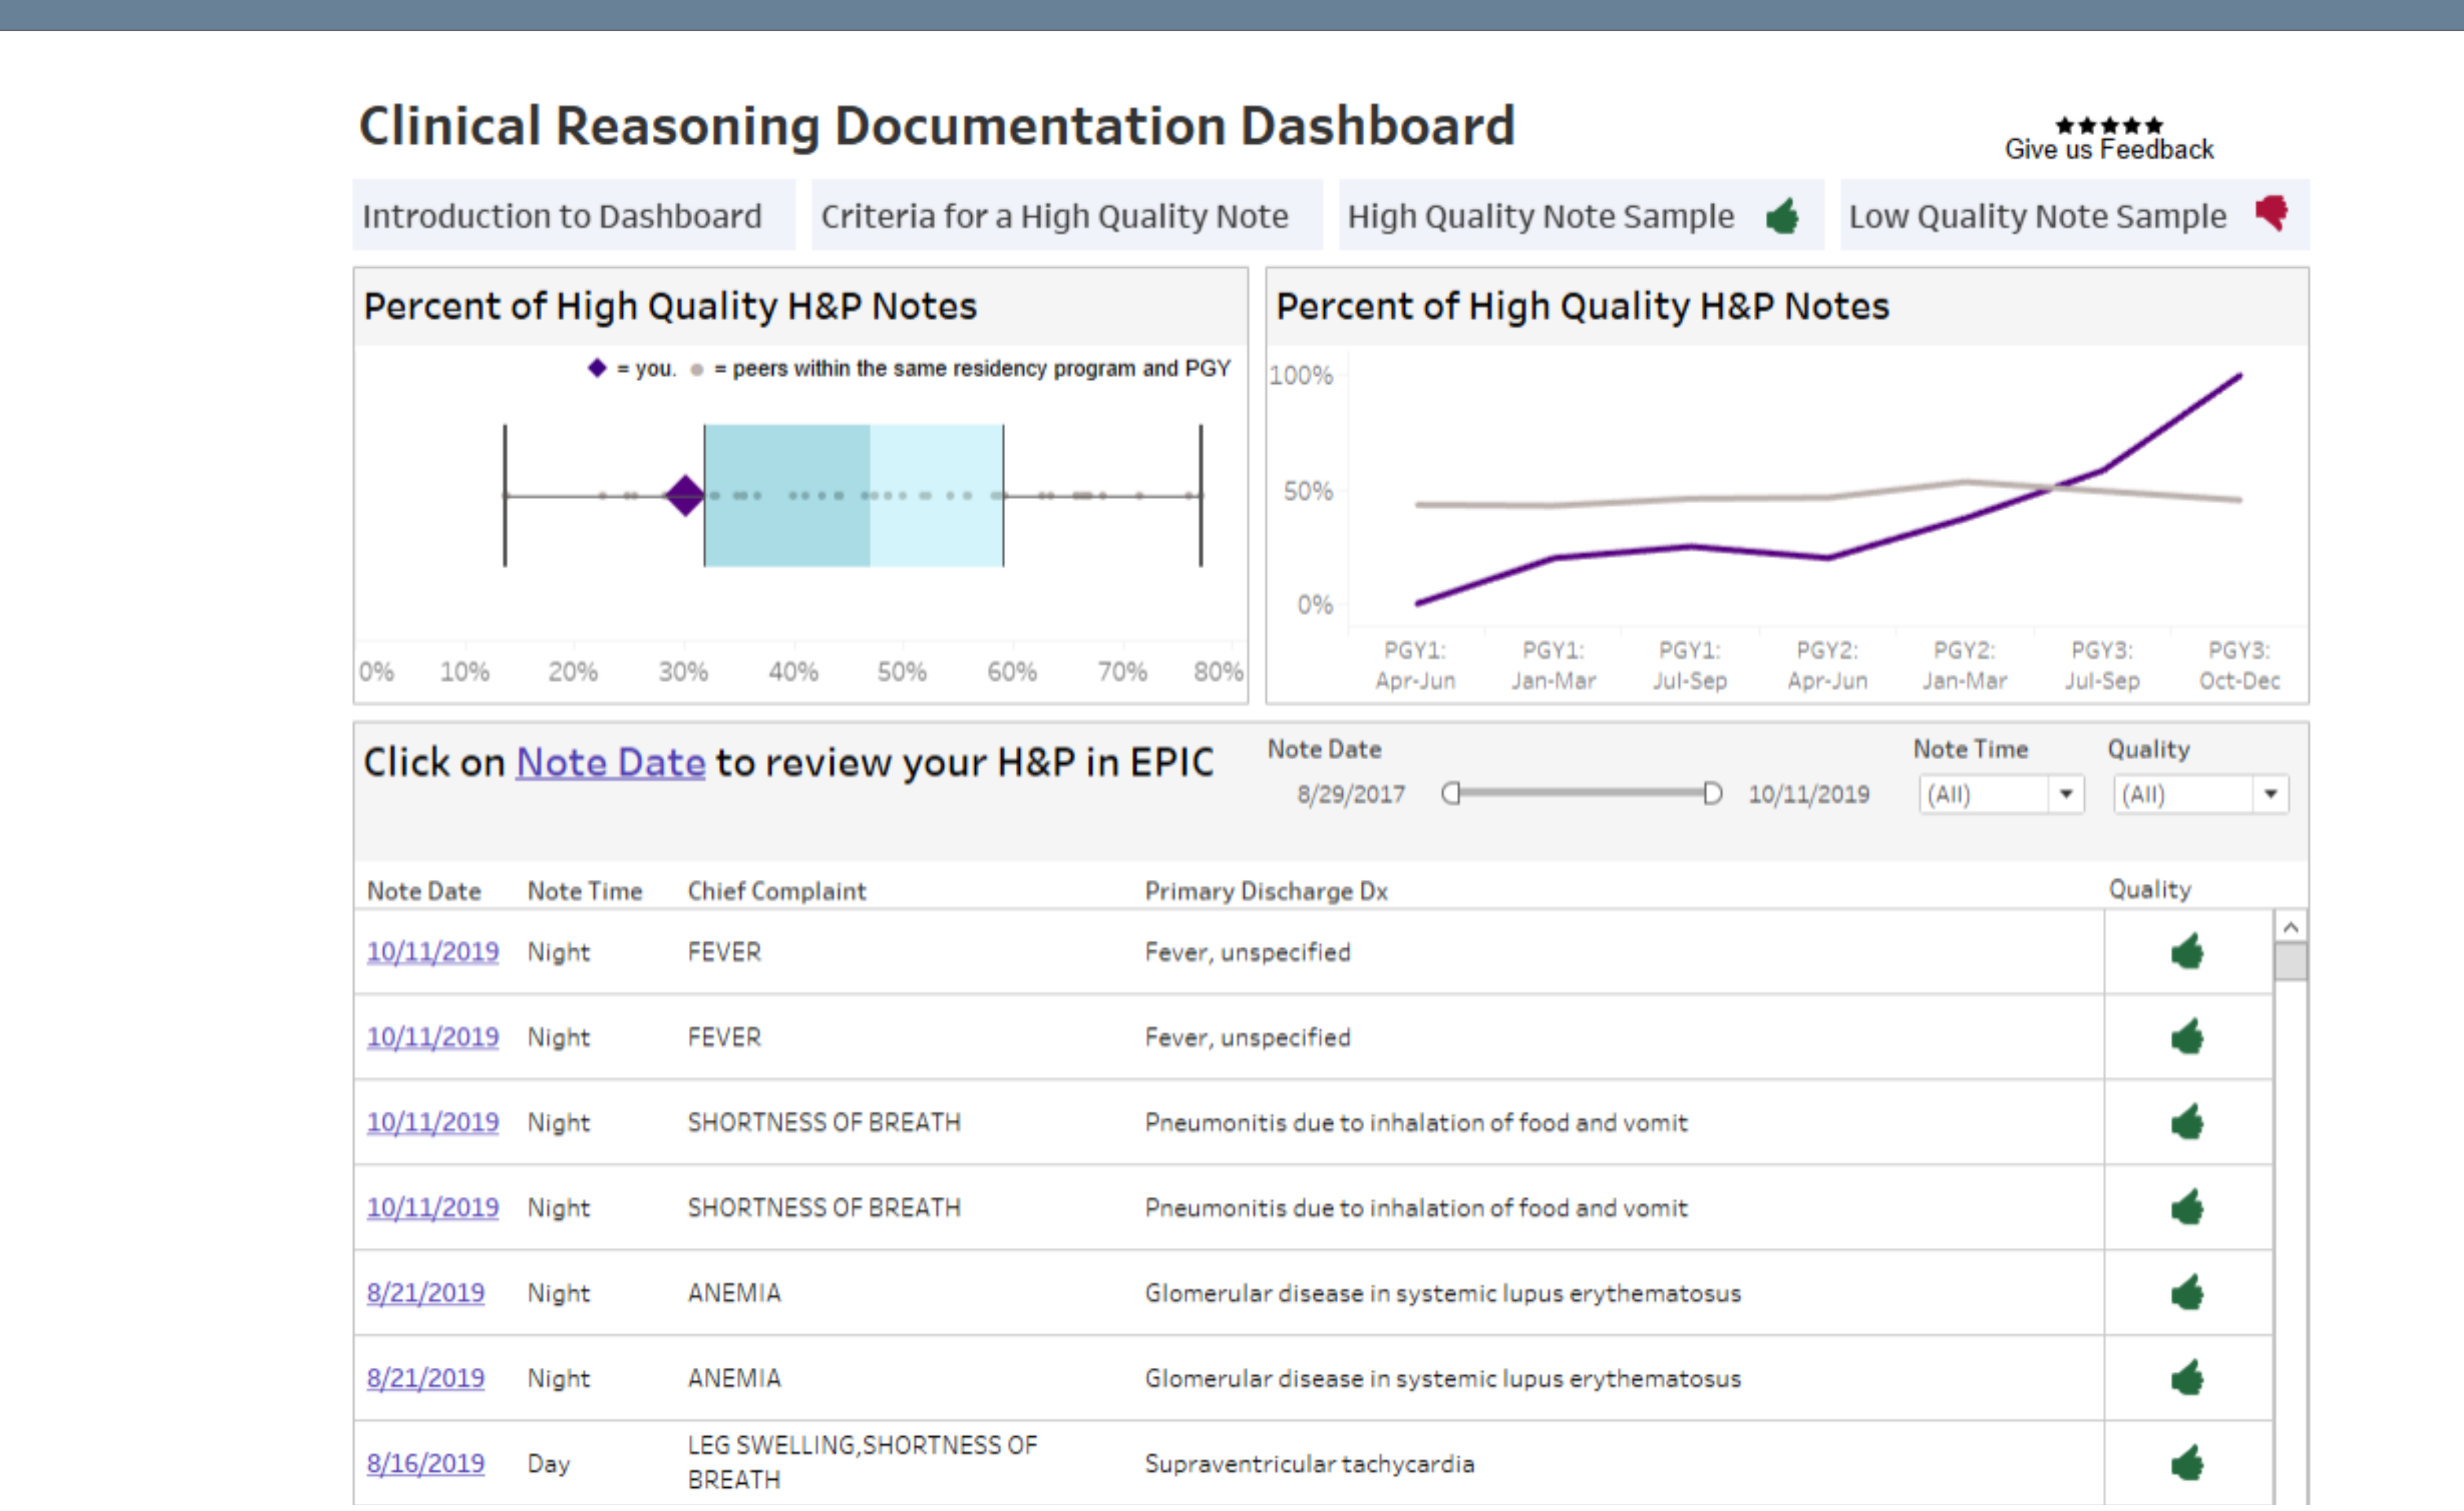 Clinical Reasoning Documentation Dashboard
★★★★★
Give us Feedback
Introduction to Dashboard
Criteria for a High Quality Note
High Quality Note Sample
Low Quality Note Sample
Percent of High Quality H&P Notes
= you. = peers within the same residency program and PGY
0% 10% 20% 30% 40% 50% 60% 70% 80%
Percent of High Quality H&P Notes
100%
50%
0%
PGY1: PGY1: PGY1: PGY2: PGY2: PGY3: PGY3:
Apr-Jun Jan-Mar Jul-Sep Apr-Jun Jan-Mar Jul-Sep Oct-Dec
Click on Note Date to review your H&P in EPIC
Note Date
8/29/2017 10/11/2019
Note Time
(All)
Quality
(All)
Note Date Note Time Chief Complaint Primary Discharge Dx Quality
10/11/2019 Night FEVER Fever, unspecified
10/11/2019 Night FEVER Fever, unspecified
10/11/2019 Night SHORTNESS OF BREATH Pneumonitis due to inhalation of food and vomit
10/11/2019 Night SHORTNESS OF BREATH Pneumonitis due to inhalation of food and vomit
8/21/2019 Night ANEMIA Glomerular disease in systemic lupus erythematosus
8/21/2019 Night ANEMIA Glomerular disease in systemic lupus erythematosus
8/16/2019 Day LEG SWELLING,SHORTNESS OF
BREATH Supraventricular tachycardia